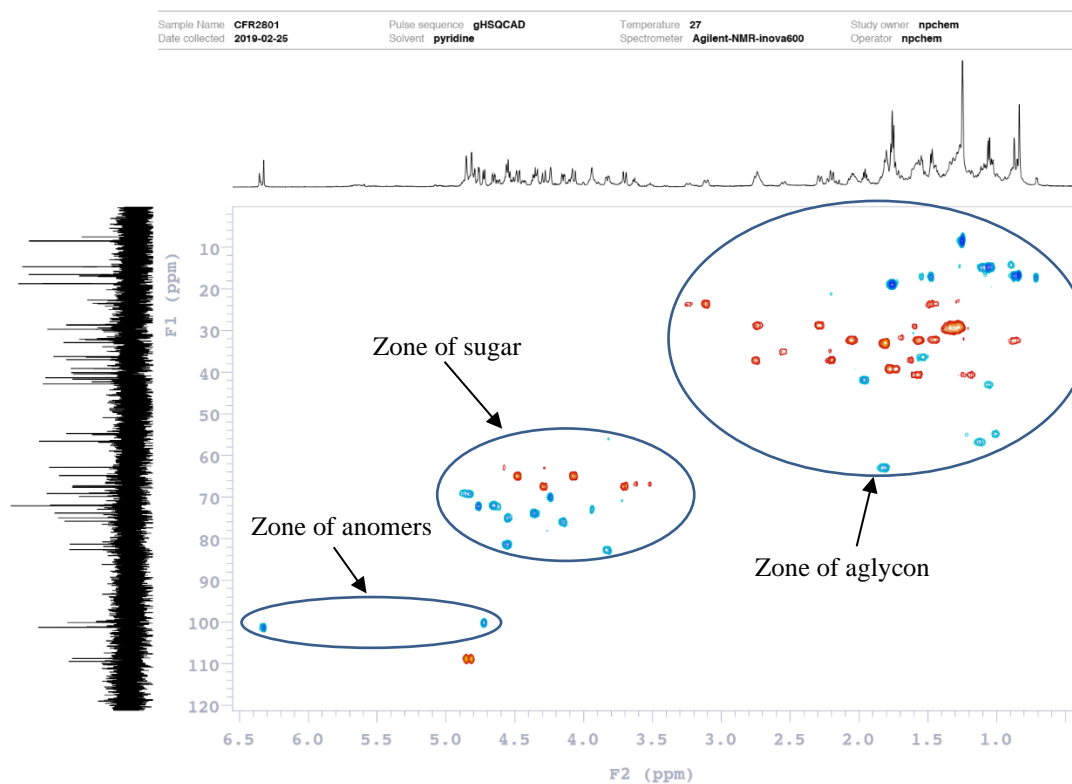 Sample Name CFR2801 Pulse sequence gHSQCAD Temperature 27 Study owner npchem
Date collected 2019-02-25 Solvent pyridine Spectrometer Agilent-NMR-inova600 Operator npchem
10
20
30
40
50
60
70
80
90
100
110
120
F1 (ppm)
Zone of sugar
Zone of anomers
Zone of aglycon
6.5 6.0 5.5 5.0 4.5 4.0 3.5 3.0 2.5 2.0 1.5 1.0
F2 (ppm)